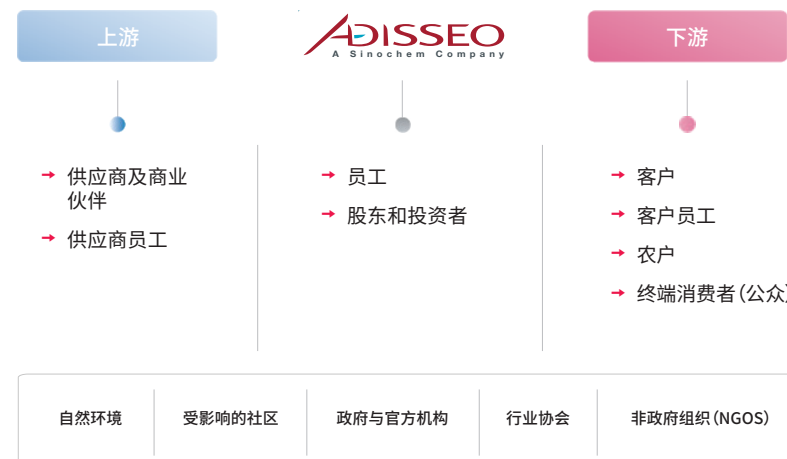 上游
ADISSEO
A Sinochem Company
下游
供应商及商业
伙伴
供应商员工
员工
股东和投资者
客户
客户员工
农户
终端消费者（公众）
自然环境
受影响的社区
政府与官方机构
行业协会
非政府组织（NGOS）